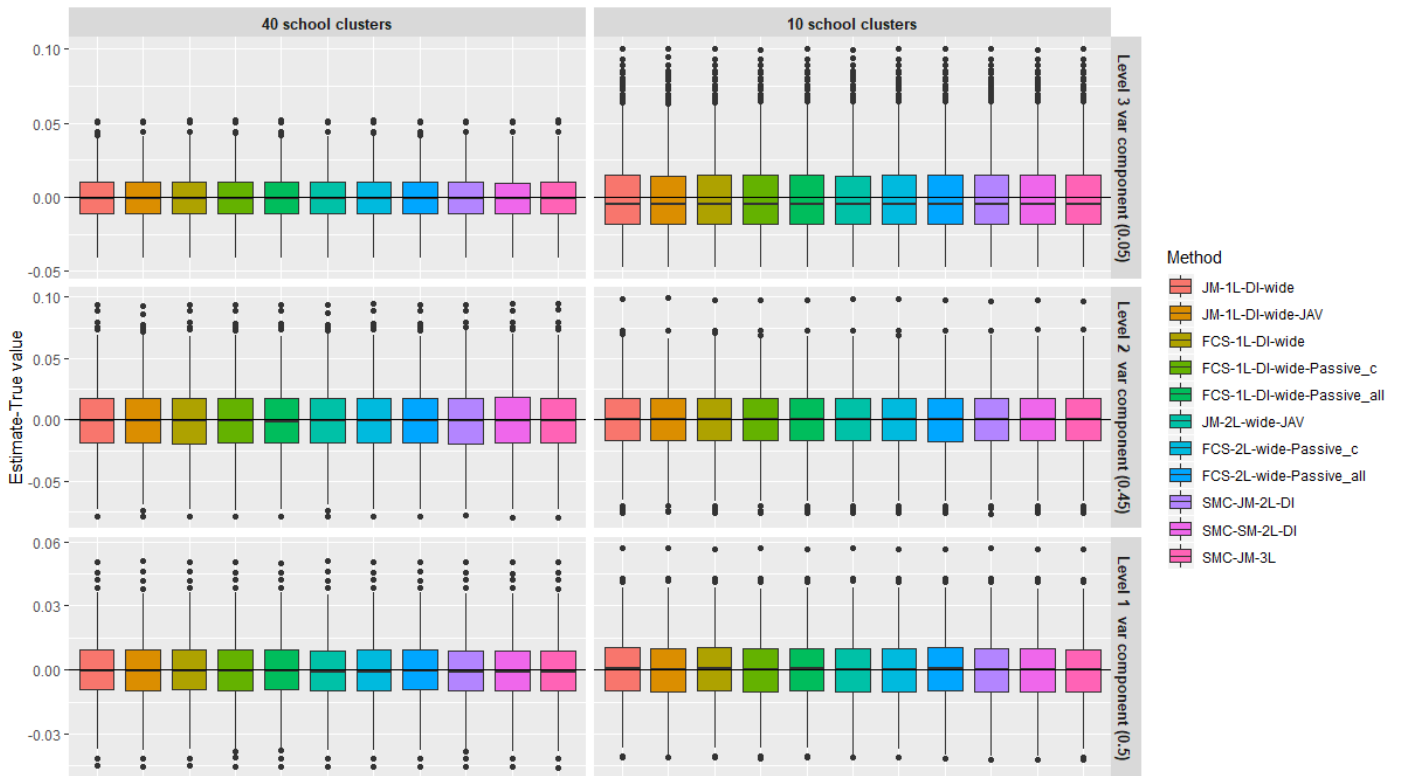 40 school clusters
10 school clusters
0.10
0.05
0.00
-0.05
Level 3 var component (0.05)
0.10
0.05
0.00
-0.05
Level 2 var component (0.45)
0.06
0.03
0.00
-0.03
Level 1 var component (0.5)
Estimate-True value
Method
JM-1L-DI-wide
JM-1L-DI-wide-JAV
FCS-1L-DI-wide
FCS-1L-DI-wide-Passive_c
FCS-1L-DI-wide-Passive_all
JM-2L-wide-JAV
FCS-2L-wide-Passive_c
FCS-2L-wide-Passive_all
SMC-JM-2L-DI
SMC-SM-2L-DI
SMC-JM-3L